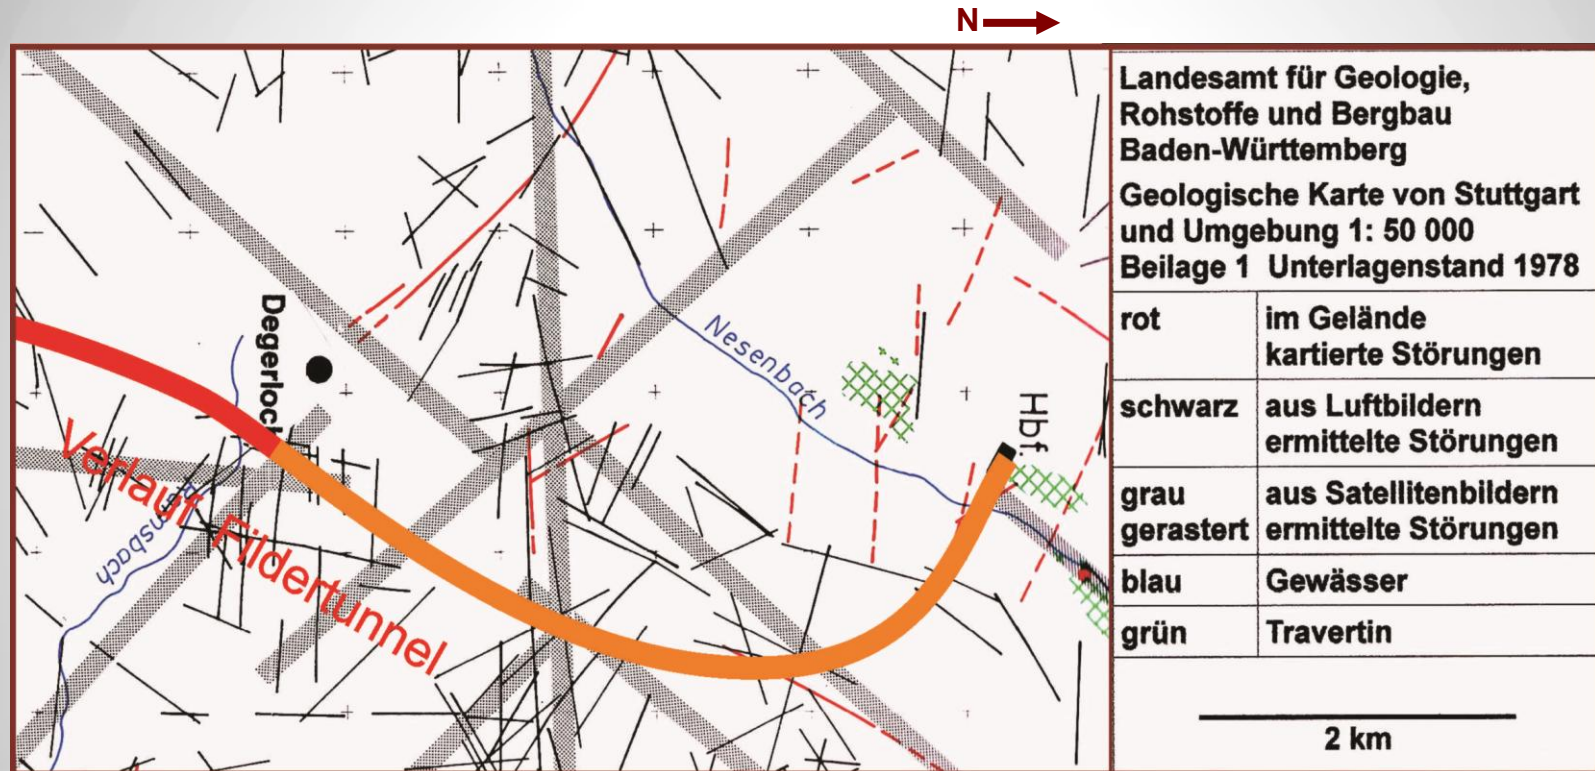 N
Degerloch
Verlauf Fildertunnel
Nesenbach
Hbf.
Landesamt für Geologie,
Rohstoffe und Bergbau
Baden-Württemberg
Geologische Karte von Stuttgart
und Umgebung 1: 50 000
Beilage 1 Unterlagenstand 1978
rot
im Gelände
kartierte Störungen
schwarz
aus Luftbildern
ermittelte Störungen
grau
gerastert
aus Satellitenbildern
ermittelte Störungen
blau
Gewässer
grün
Travertin
2 km